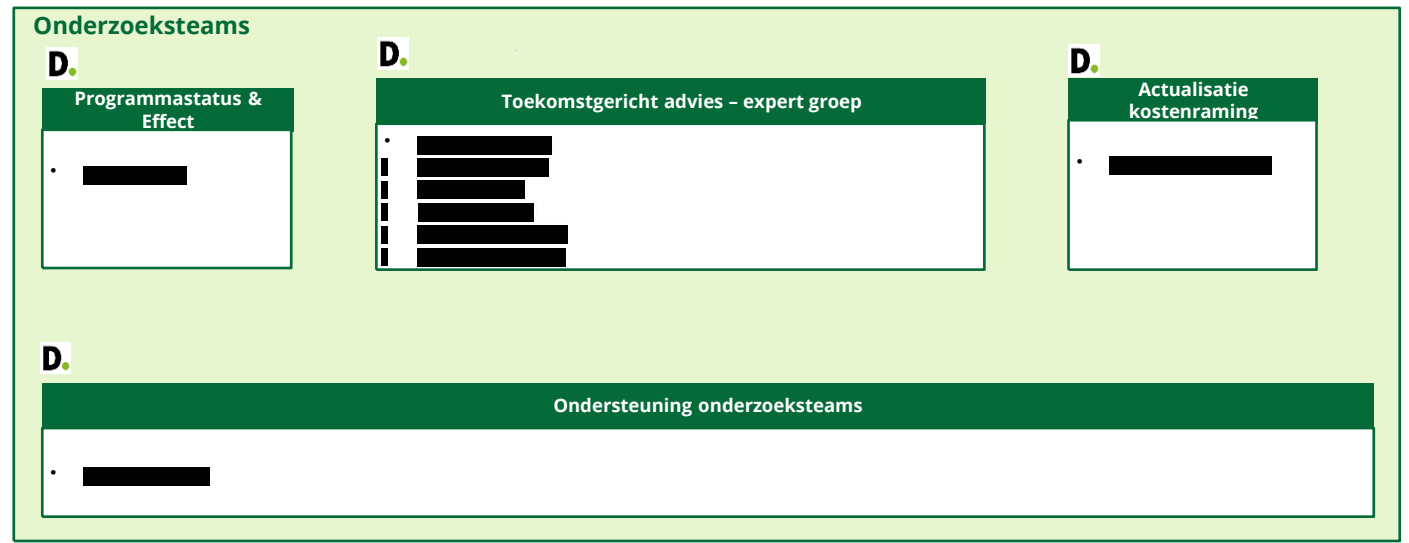 Onderzoeksteams
D.
D.
D.
Programmastatus &
Effect
Toekomstgericht advies – expert groep
Actualisatie
kostenraming
•
•
•
D.
Ondersteuning onderzoeksteams
•